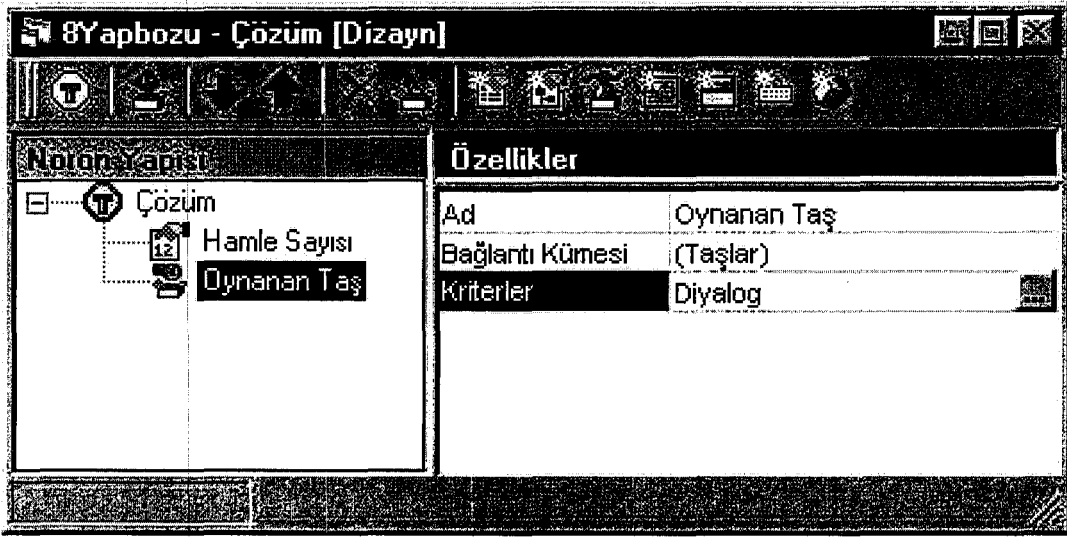 8Yapbozu - Çözüm [Dizayn]
Nöron Yapısı
Özellikler
Çözüm
Hamle Sayısı
Oynanan Taş
Ad Oynanan Taş
Bağlantı Kümesi (Taşlar)
Kriterler Diyalog